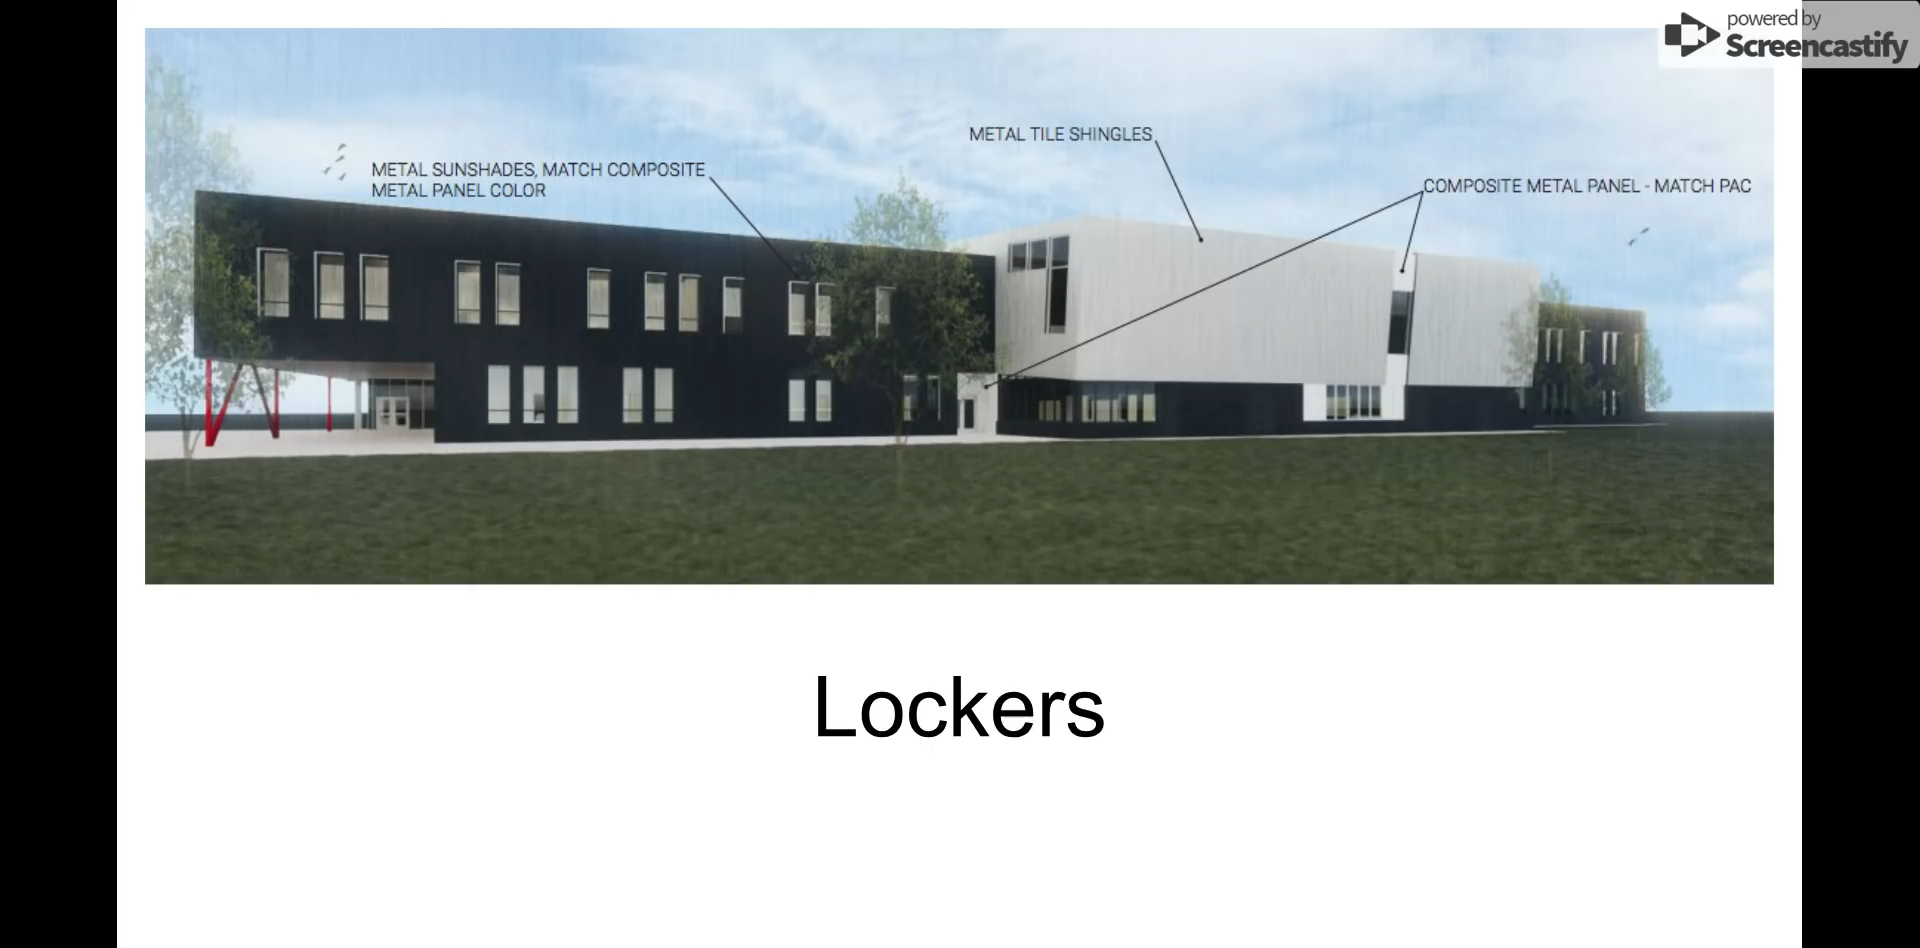 powered by
Screencastify
METAL TILE SHINGLES
METAL SUNSHADES, MATCH COMPOSITE
METAL PANEL COLOR
COMPOSITE METAL PANEL - MATCH PAC
Lockers